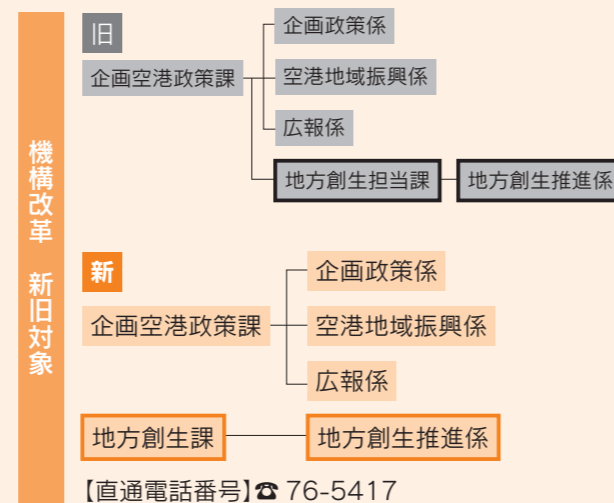 機構改革 新旧対象
旧
企画空港政策課
企画政策係
空港地域振興係
広報係
地方創生担当課
地方創生推進係
新
企画空港政策課
企画政策係
空港地域振興係
広報係
地方創生課
地方創生推進係
【直通電話番号】☎ 76-5417